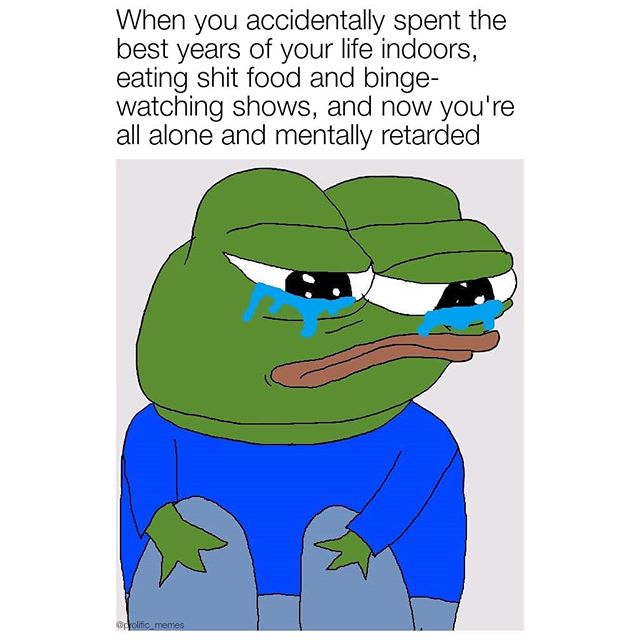 When you accidentally spent the
best years of your life indoors,
eating shit food and binge-
watching shows, and now you're
all alone and mentally retarded
@prolific_memes